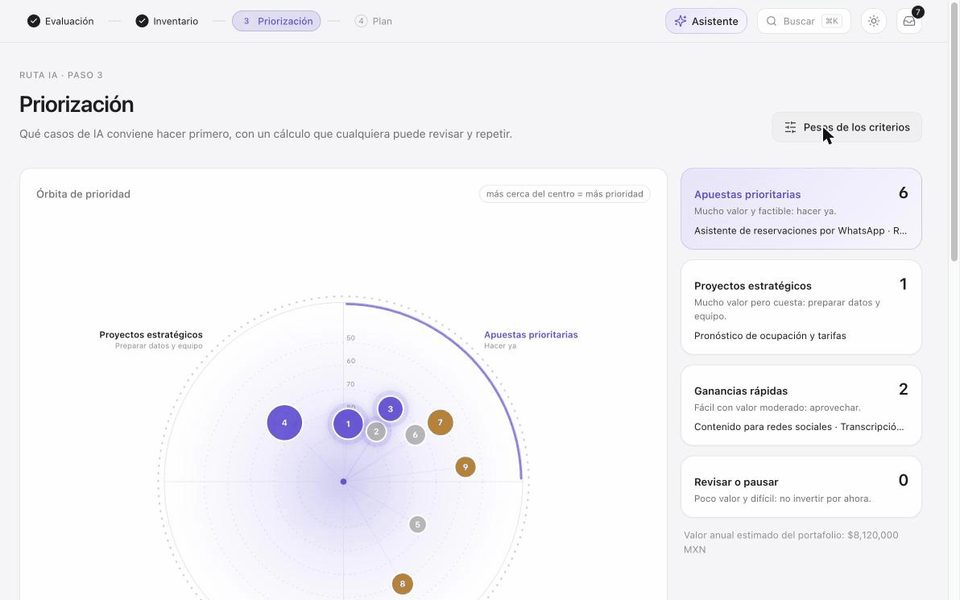 Evaluación
Inventario
3 Priorización
4 Plan
Asistente
Buscar ⌘K
7
RUTA IA · PASO 3
Priorización
Qué casos de IA conviene hacer primero, con un cálculo que cualquiera puede revisar y repetir.
Pesos de los criterios
Órbita de prioridad
más cerca del centro = más prioridad
Proyectos estratégicos
Preparar datos y equipo
Apuestas prioritarias
Hacer ya
50
60
70
4
1
3
2
6
7
9
5
8
Apuestas prioritarias 6
Mucho valor y factible: hacer ya.
Asistente de reservaciones por WhatsApp · R...
Proyectos estratégicos 1
Mucho valor pero cuesta: preparar datos y
equipo.
Pronóstico de ocupación y tarifas
Ganancias rápidas 2
Fácil con valor moderado: aprovechar.
Contenido para redes sociales · Transcripció...
Revisar o pausar 0
Poco valor y difícil: no invertir por ahora.
Valor anual estimado del portafolio: $8,120,000
MXN